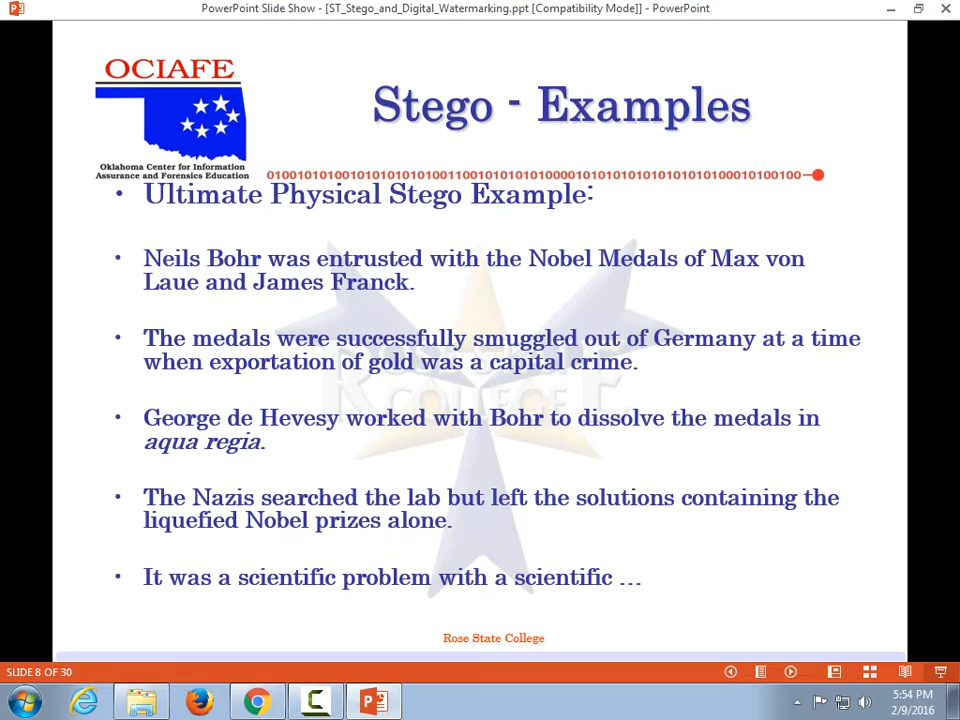 PowerPoint Slide Show - [ST_Stego_and_Digital_Watermarking.ppt [Compatibility Mode]] - PowerPoint
OCIAFE
Oklahoma Center for Information
Assurance and Forensics Education
Stego - Examples
• Ultimate Physical Stego Example:
• Neils Bohr was entrusted with the Nobel Medals of Max von
Laue and James Franck.
• The medals were successfully smuggled out of Germany at a time
when exportation of gold was a capital crime.
• George de Hevesy worked with Bohr to dissolve the medals in
aqua regia.
• The Nazis searched the lab but left the solutions containing the
liquefied Nobel prizes alone.
• It was a scientific problem with a scientific …
Rose State College
SLIDE 8 OF 30
5:54 PM
2/9/2016